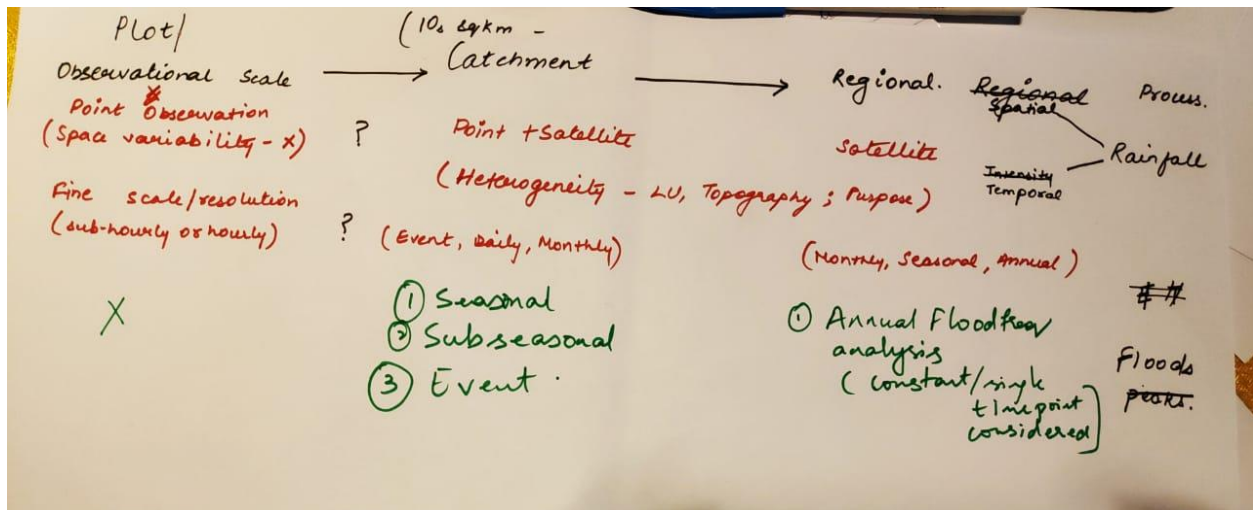 Plot/
Observational Scale
(10s sqkm -
Catchment
Regional.
Regional
Spatial
Process.
Point Observation
(Space variability - X)
?
Point + Satellite
Satellite
Rainfall
(Heterogeneity - LU, Topography ; Purpose)
Intensity
Temporal
Fine scale/resolution
(sub-hourly or hourly)
?
(Event, Daily, Monthly)
(Monthly, Seasonal, Annual)
X
① Seasonal
② Subseasonal
③ Event .
① Annual Flood freq
analysis
(constant/single
timepoint
considered)
##
Floods
peaks.